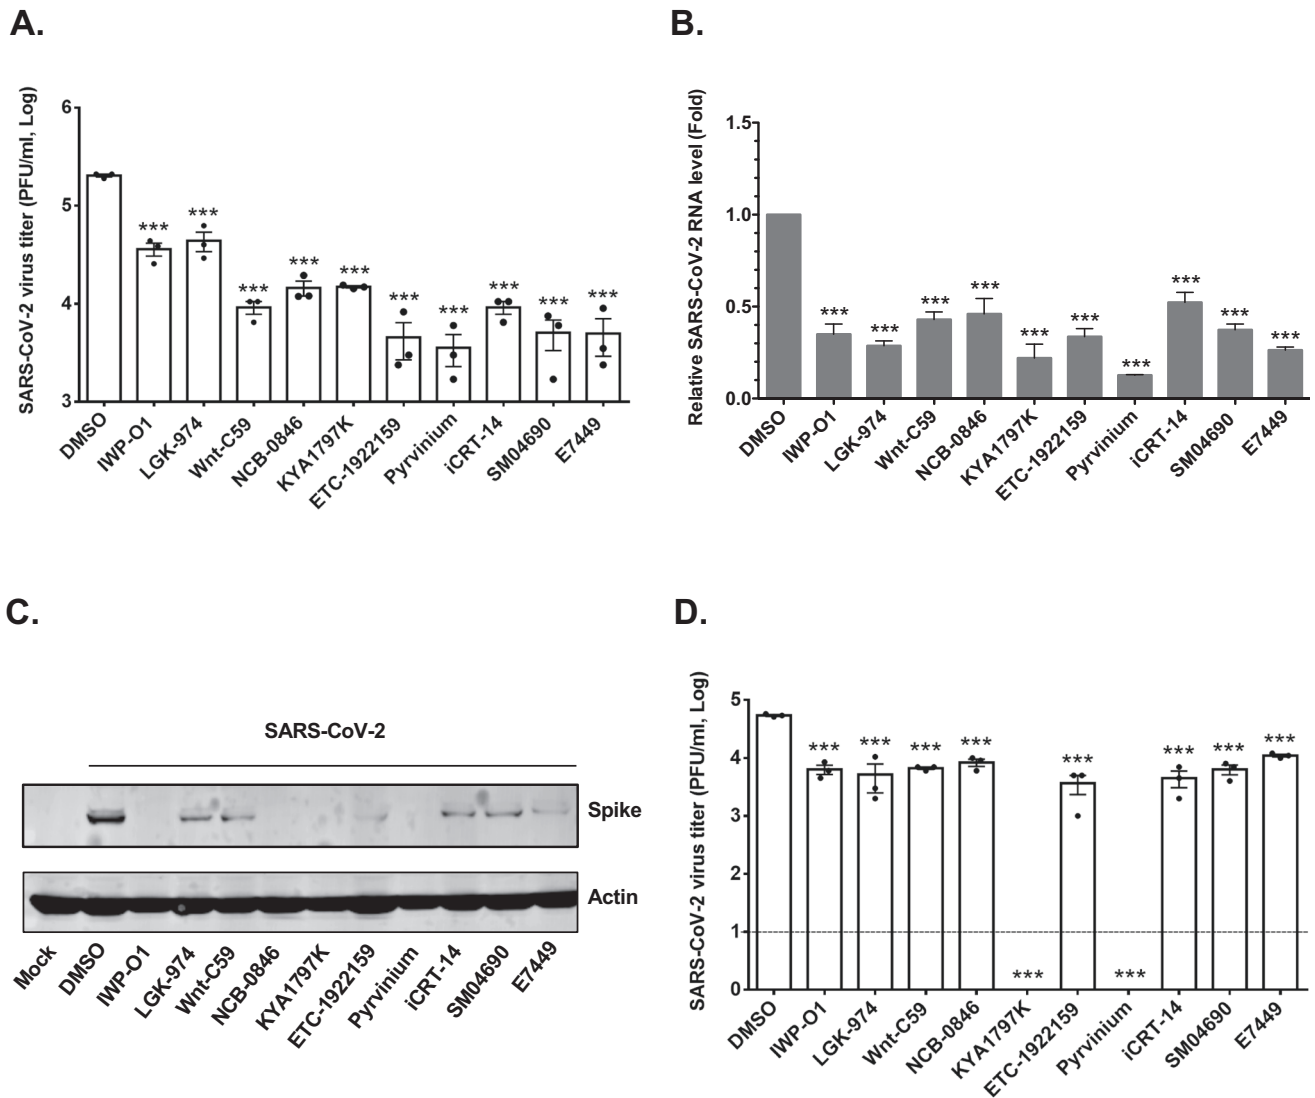 A.
SARS-CoV-2 virus titer (PFU/ml, Log)
6
5
4
3
***
***
***
***
***
***
***
***
***
***
DMSO
IWP-O1
LGK-974
Wnt-C59
NCB-0846
KYA1797K
ETC-1922159
Pyrvinium
iCRT-14
SM04690
E7449
B.
Relative SARS-CoV-2 RNA level (Fold)
1.5
1.0
0.5
0.0
***
***
***
***
***
***
***
***
***
***
DMSO
IWP-O1
LGK-974
Wnt-C59
NCB-0846
KYA1797K
ETC-1922159
Pyrvinium
iCRT-14
SM04690
E7449
C.
SARS-CoV-2
Spike
Actin
Mock
DMSO
IWP-O1
LGK-974
Wnt-C59
NCB-0846
KYA1797K
ETC-1922159
Pyrvinium
iCRT-14
SM04690
E7449
D.
SARS-CoV-2 virus titer (PFU/ml, Log)
5
4
3
2
1
0
***
***
***
***
***
***
***
***
***
***
DMSO
IWP-O1
LGK-974
Wnt-C59
NCB-0846
KYA1797K
ETC-1922159
Pyrvinium
iCRT-14
SM04690
E7449